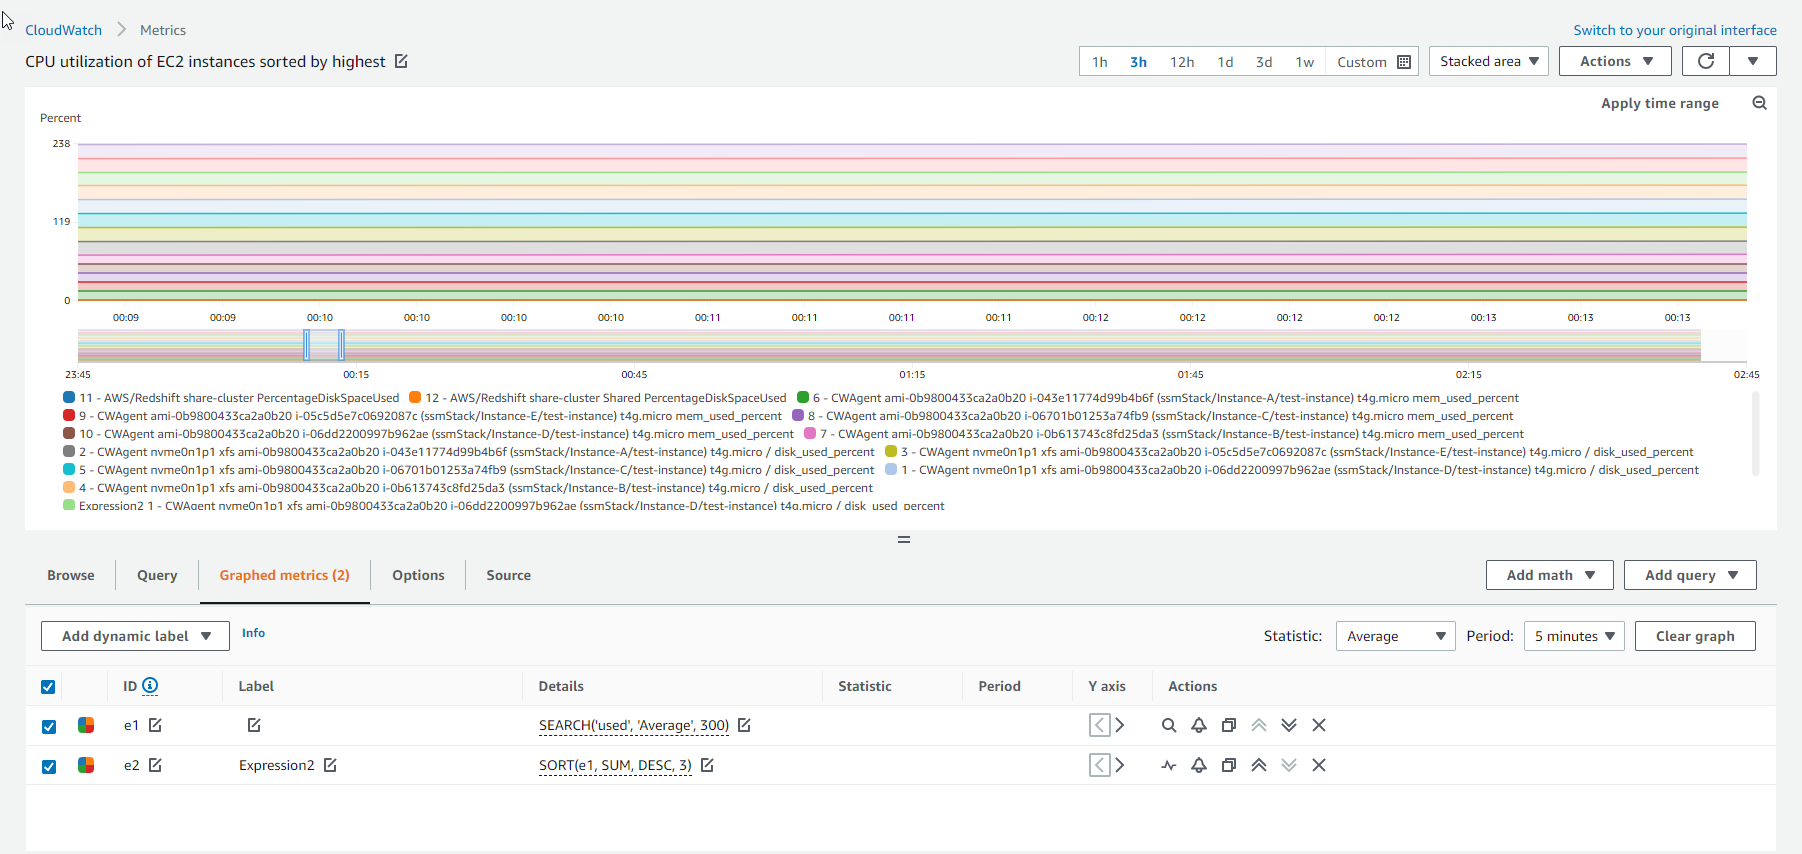 CloudWatch > Metrics
Switch to your original interface
CPU utilization of EC2 instances sorted by highest
1h 3h 12h 1d 3d 1w Custom Stacked area Actions
Apply time range
Percent
238
119
0
00:09 00:09 00:10 00:10 00:10 00:10 00:11 00:11 00:11 00:11 00:12 00:12 00:12 00:12 00:13 00:13 00:13
23:45 00:15 00:45 01:15 01:45 02:15 02:45
11 - AWS/Redshift share-cluster PercentageDiskSpaceUsed 12 - AWS/Redshift share-cluster Shared PercentageDiskSpaceUsed 6 - CWAgent ami-0b9800433ca2a0b20 i-043e11774d99b4b6f (ssmStack/Instance-A/test-instance) t4g.micro mem_used_percent
9 - CWAgent ami-0b9800433ca2a0b20 i-05c5d5e7c0692087c (ssmStack/Instance-E/test-instance) t4g.micro mem_used_percent 8 - CWAgent ami-0b9800433ca2a0b20 i-06701b01253a74fb9 (ssmStack/Instance-C/test-instance) t4g.micro mem_used_percent
10 - CWAgent ami-0b9800433ca2a0b20 i-06dd2200997b962ae (ssmStack/Instance-D/test-instance) t4g.micro mem_used_percent 7 - CWAgent ami-0b9800433ca2a0b20 i-0b613743c8fd25da3 (ssmStack/Instance-B/test-instance) t4g.micro mem_used_percent
2 - CWAgent nvme0n1p1 xfs ami-0b9800433ca2a0b20 i-043e11774d99b4b6f (ssmStack/Instance-A/test-instance) t4g.micro / disk_used_percent 3 - CWAgent nvme0n1p1 xfs ami-0b9800433ca2a0b20 i-05c5d5e7c0692087c (ssmStack/Instance-E/test-instance) t4g.micro / disk_used_percent
5 - CWAgent nvme0n1p1 xfs ami-0b9800433ca2a0b20 i-06701b01253a74fb9 (ssmStack/Instance-C/test-instance) t4g.micro / disk_used_percent 1 - CWAgent nvme0n1p1 xfs ami-0b9800433ca2a0b20 i-06dd2200997b962ae (ssmStack/Instance-D/test-instance) t4g.micro / disk_used_percent
4 - CWAgent nvme0n1p1 xfs ami-0b9800433ca2a0b20 i-0b613743c8fd25da3 (ssmStack/Instance-B/test-instance) t4g.micro / disk_used_percent
Expression2 1 - CWAgent nvme0n1p1 xfs ami-0b9800433ca2a0b20 i-06dd2200997b962ae (ssmStack/Instance-D/test-instance) t4g.micro / disk_used_percent
Browse Query Graphed metrics (2) Options Source Add math Add query
Add dynamic label Info Statistic: Average Period: 5 minutes Clear graph
ID Label Details Statistic Period Y axis Actions
e1 SEARCH('used', 'Average', 300)
e2 Expression2 SORT(e1, SUM, DESC, 3)